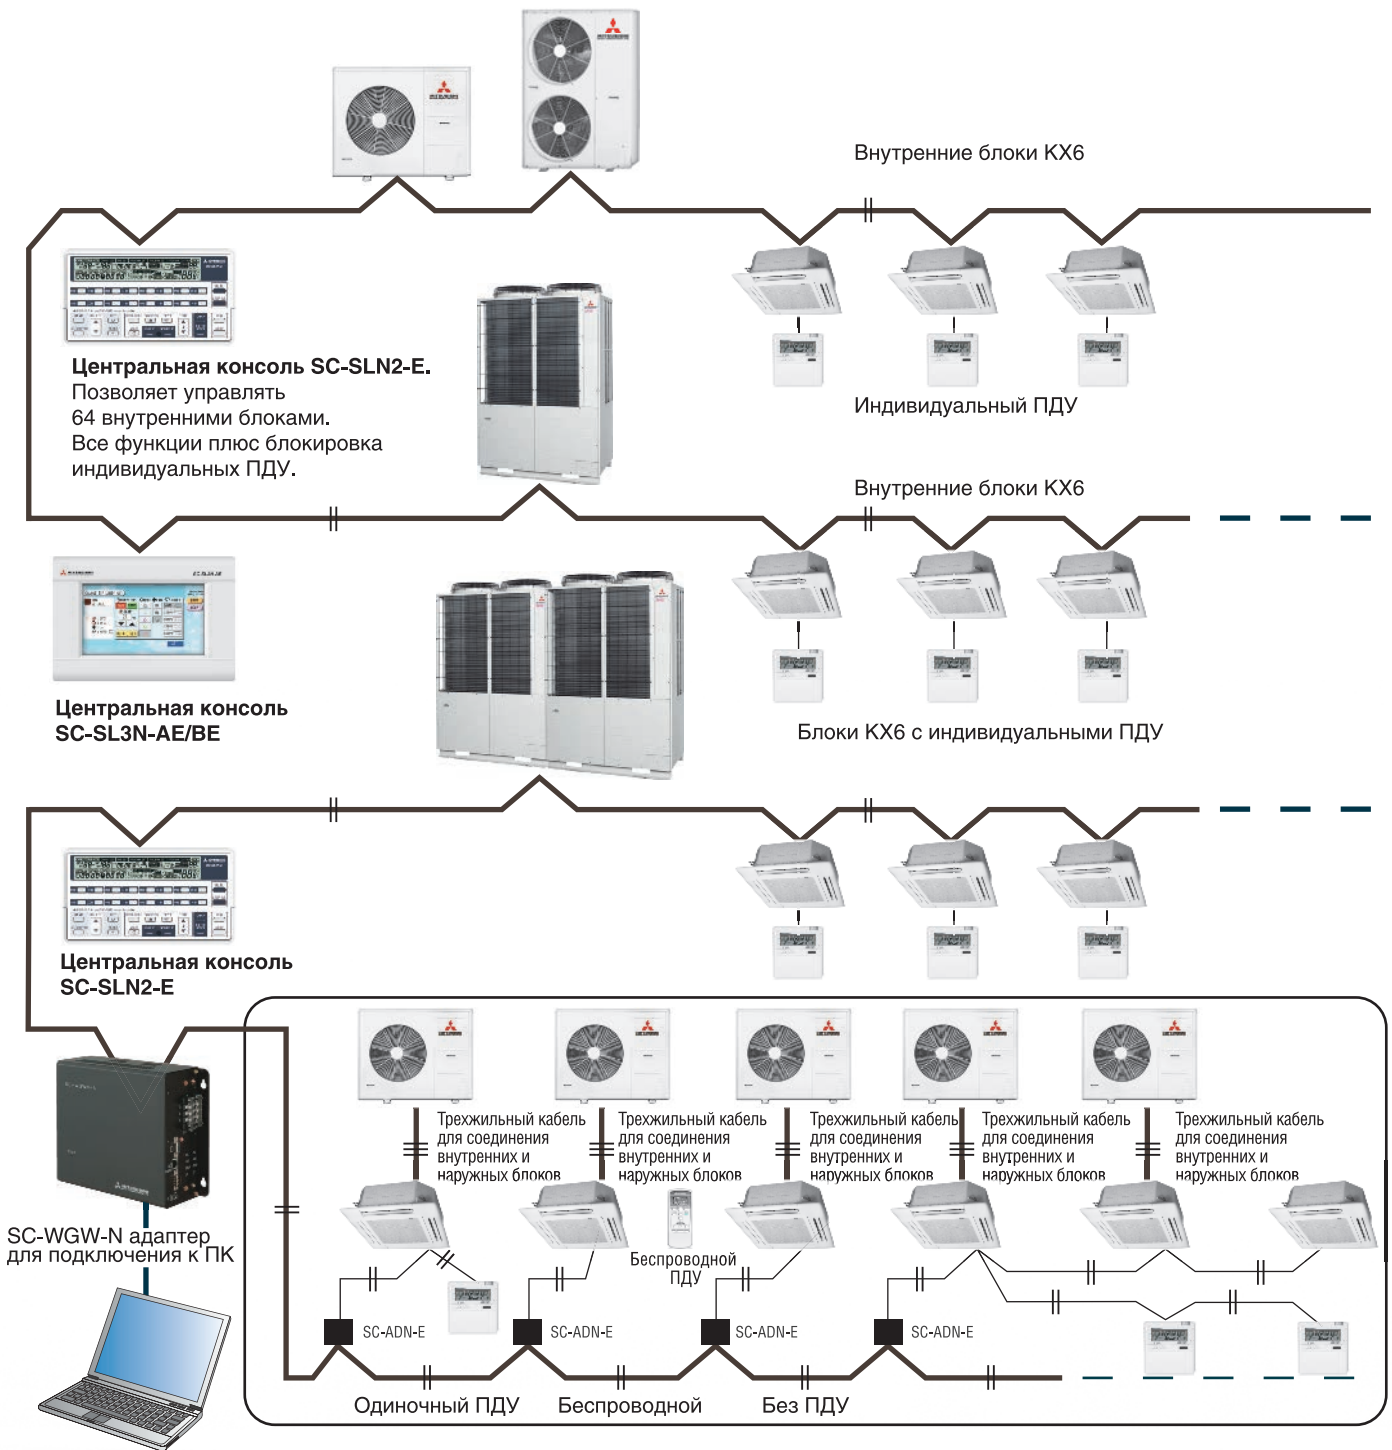 Внутренние блоки KX6
Центральная консоль SC-SLN2-E.
Позволяет управлять
64 внутренними блоками.
Все функции плюс блокировка
индивидуальных ПДУ.
Индивидуальный ПДУ
Внутренние блоки KX6
SC-SL3N-AE
Центральная консоль
SC-SL3N-AE/BE
Блоки KX6 с индивидуальными ПДУ
Центральная консоль
SC-SLN2-E
Трехжильный кабель
для соединения
внутренних и
наружных блоков
Трехжильный кабель
для соединения
внутренних и
наружных блоков
Трехжильный кабель
для соединения
внутренних и
наружных блоков
Трехжильный кабель
для соединения
внутренних и
наружных блоков
Трехжильный кабель
для соединения
внутренних и
наружных блоков
SC-WGW-N адаптер
для подключения к ПК
Беспроводной
ПДУ
SC-ADN-E
SC-ADN-E
SC-ADN-E
SC-ADN-E
Одиночный ПДУ
Беспроводной
Без ПДУ